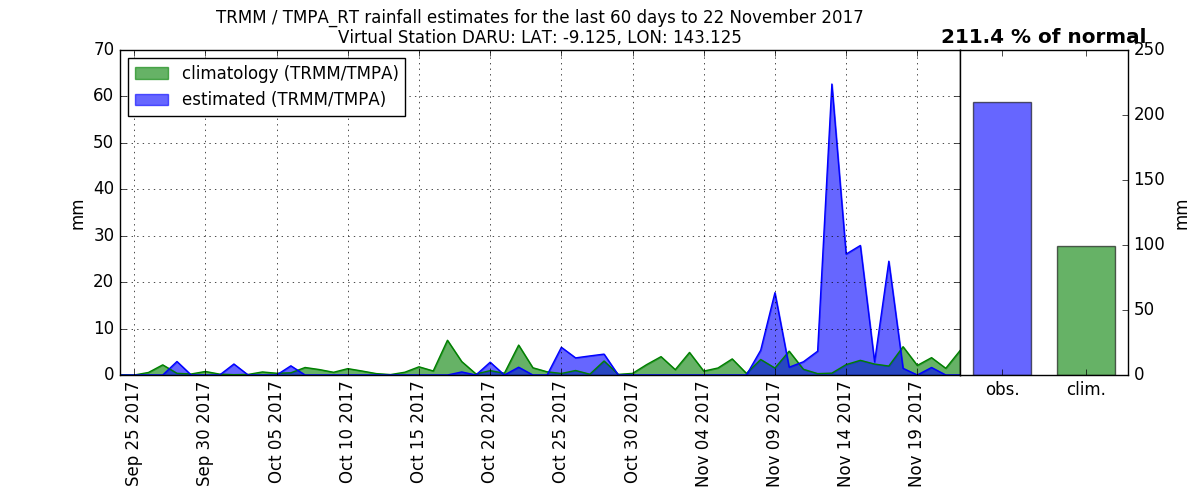 TRMM / TMPA_RT rainfall estimates for the last 60 days to 22 November 2017
Virtual Station DARU: LAT: -9.125, LON: 143.125
211.4 % of normal
climatology (TRMM/TMPA)
estimated (TRMM/TMPA)
70
60
50
40
30
20
10
0
mm
Sep 25 2017
Sep 30 2017
Oct 05 2017
Oct 10 2017
Oct 15 2017
Oct 20 2017
Oct 25 2017
Oct 30 2017
Nov 04 2017
Nov 09 2017
Nov 14 2017
Nov 19 2017
250
200
150
100
50
0
mm
obs.
clim.